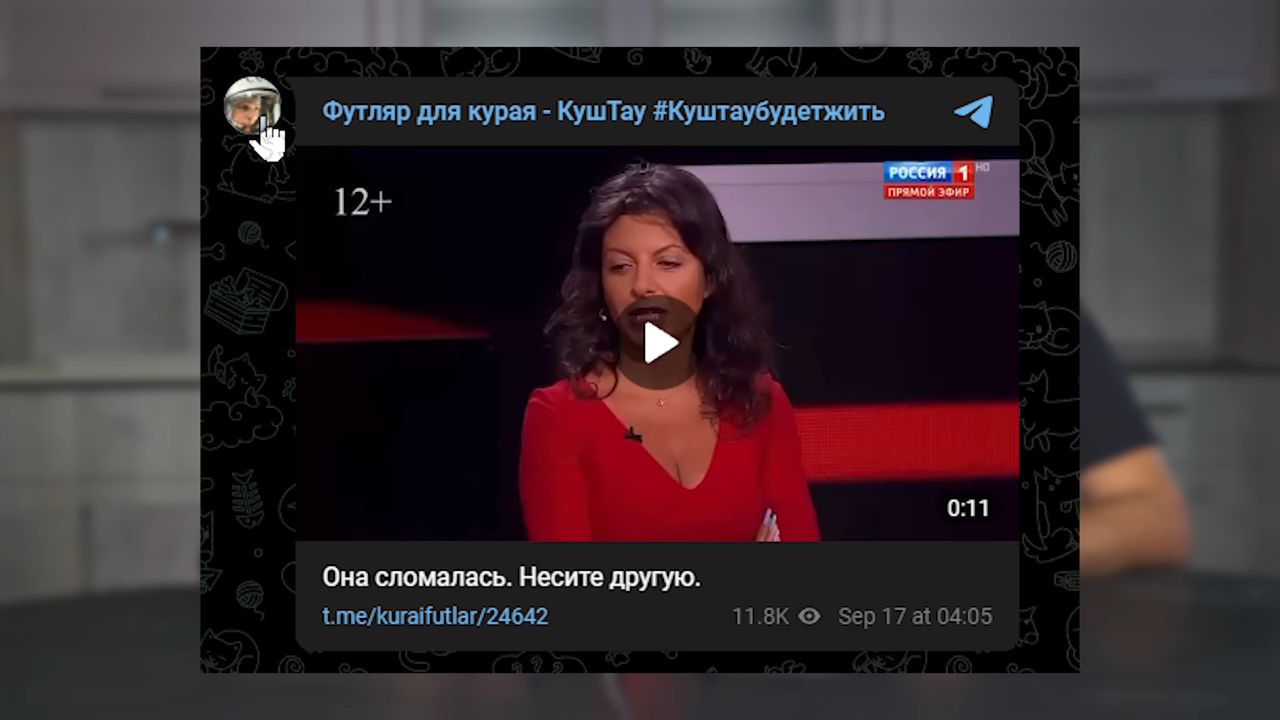 Футляр для курая - КушТау #Куштаубудетжить
12+
РОССИЯ 1 HD
ПРЯМОЙ ЭФИР
0:11
Она сломалась. Несите другую.
t.me/kuraifutlar/24642 11.8K Sep 17 at 04:05